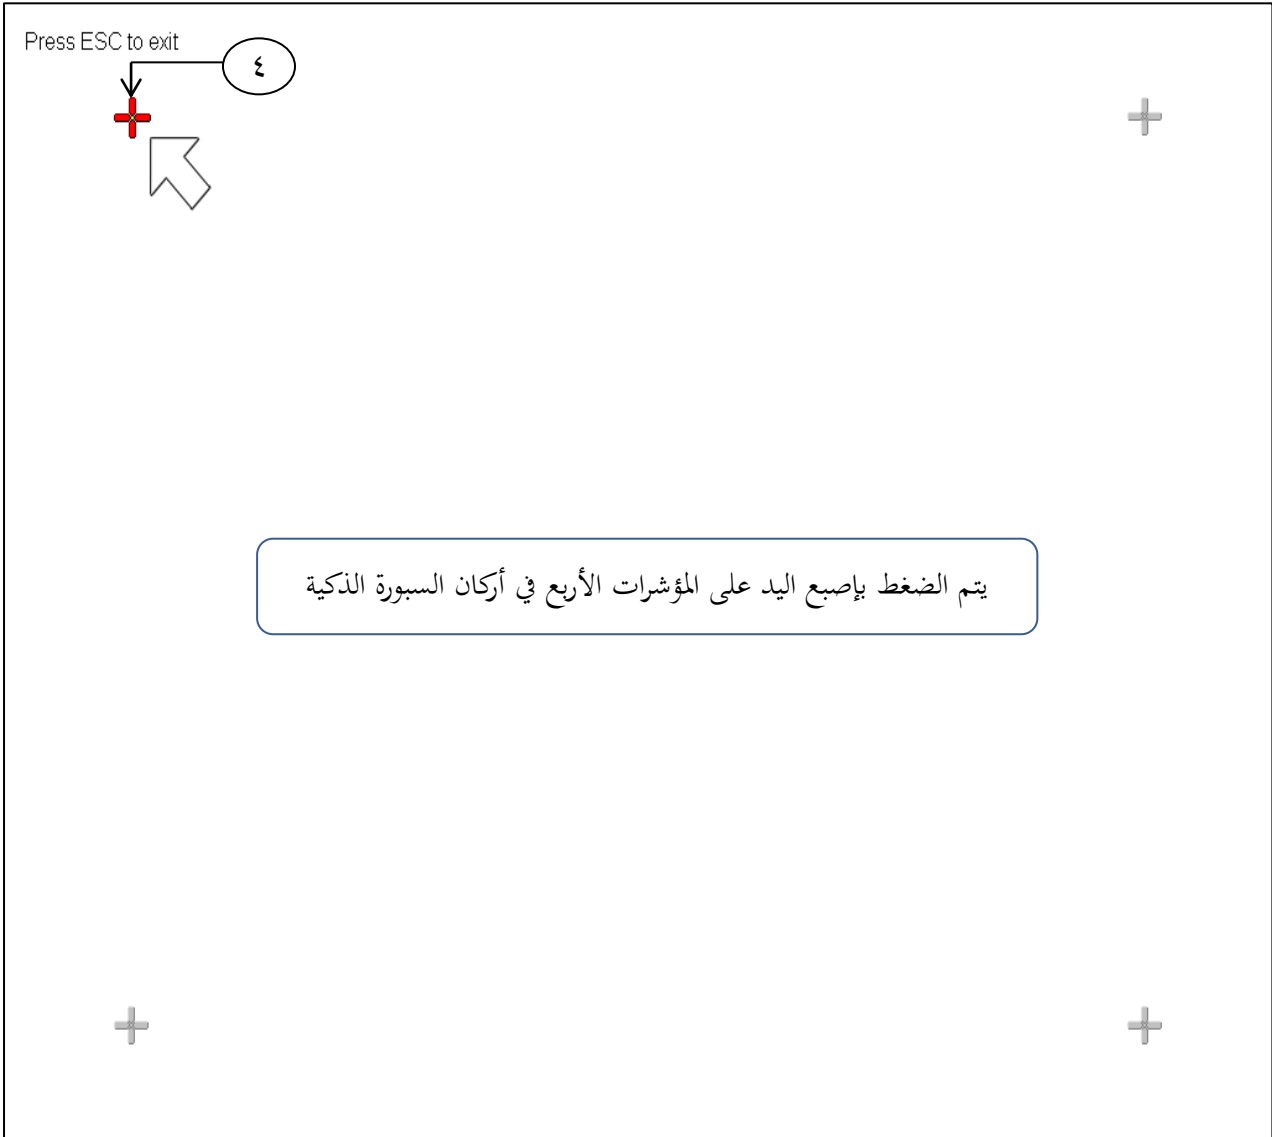 Press ESC to exit
٤
يتم الضغط بإصبع اليد على المؤشرات الأربع في أركان السبورة الذكية